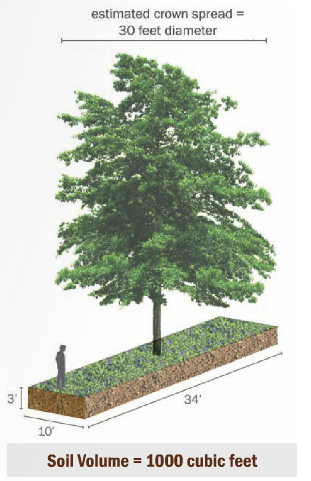 estimated crown spread =
30 feet diameter
3'
10'
34'
Soil Volume = 1000 cubic feet